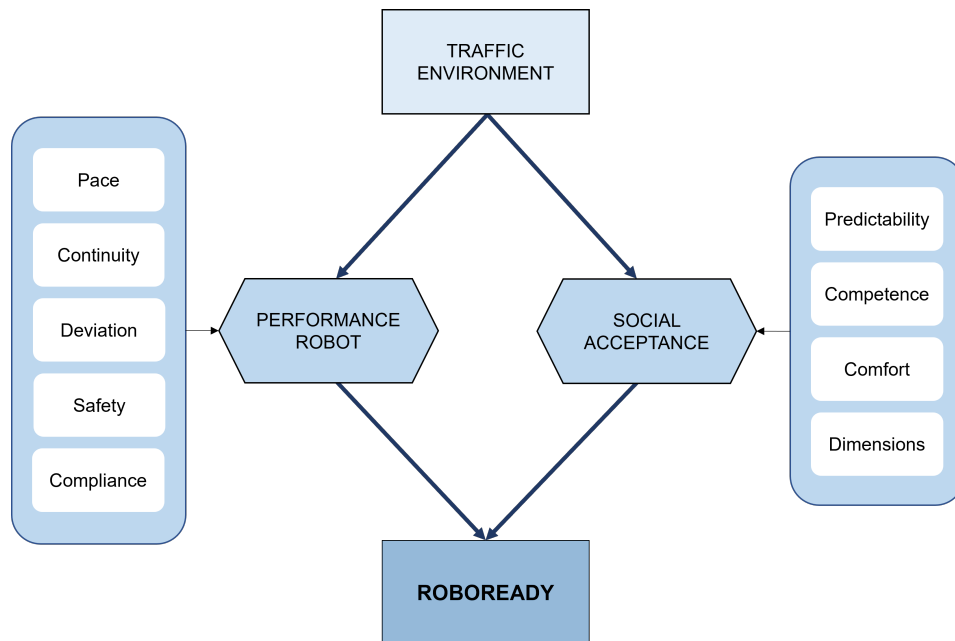 TRAFFIC
ENVIRONMENT
Pace
Continuity
Deviation
Safety
Compliance
PERFORMANCE
ROBOT
SOCIAL
ACCEPTANCE
Predictability
Competence
Comfort
Dimensions
ROBOREADY